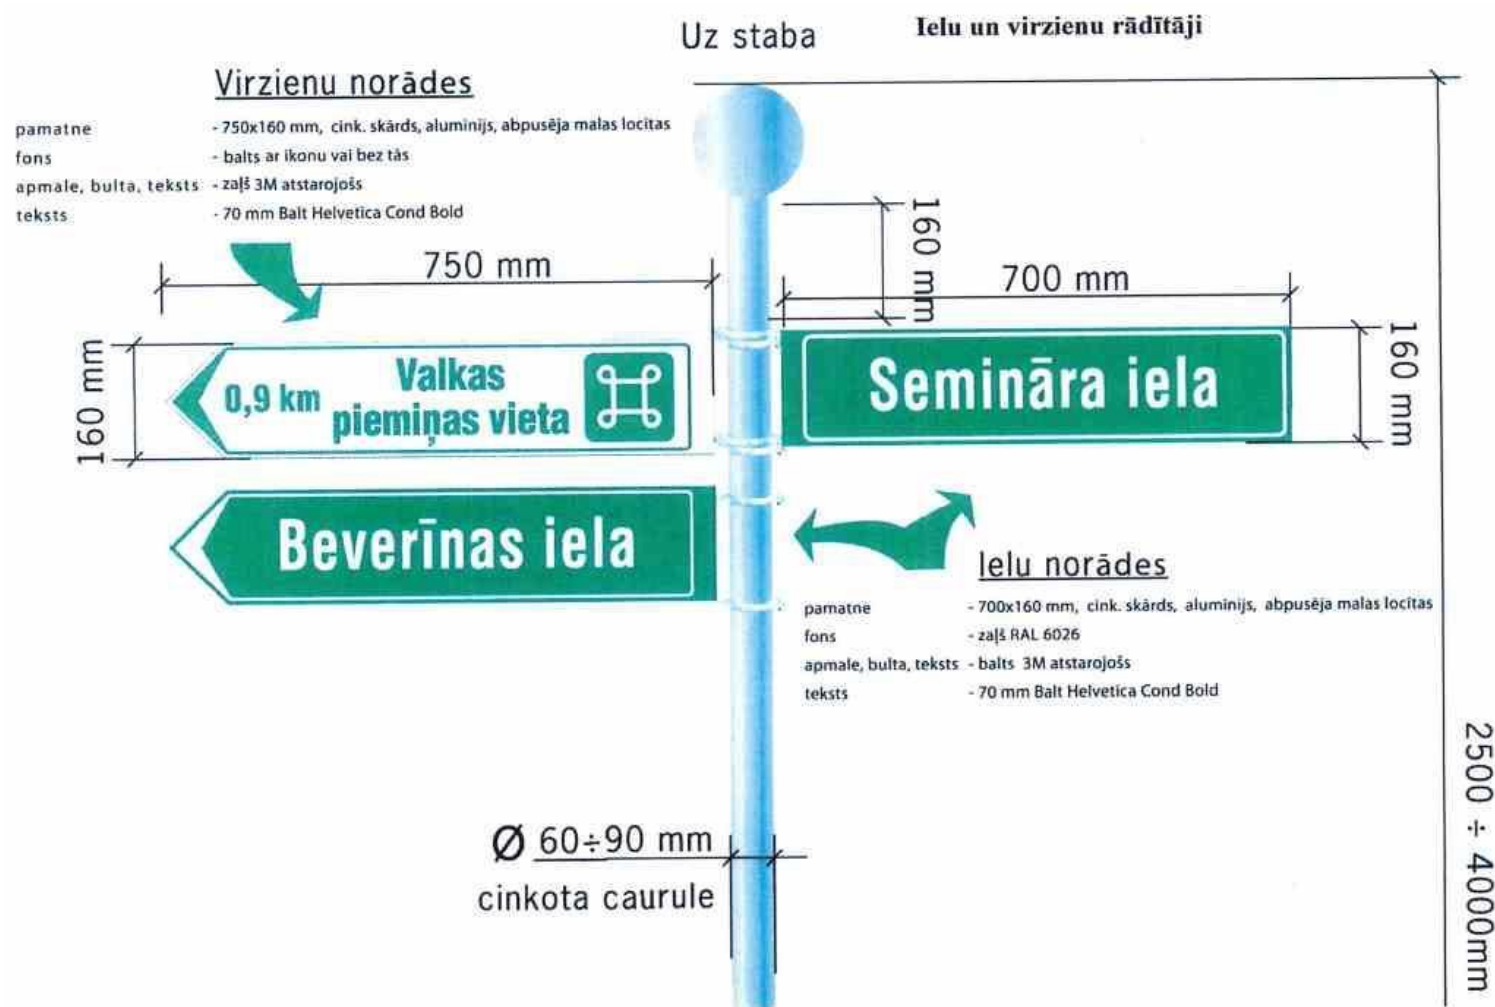 Uz staba
Ielu un virzienu rādītāji
Virzienu norādes
pamatne - 750x160 mm, cink. skārds, alumīnijs, abpusēja malas locītas
fons - balts ar ikonu vai bez tās
apmale, bulta, teksts - zaļš 3M atstarojošs
teksts - 70 mm Balt Helvetica Cond Bold
750 mm
160 mm
700 mm
160 mm
0,9 km
Valkas
piemiņas vieta
160 mm
Semināra iela
Beverīnas iela
Ielu norādes
pamatne - 700x160 mm, cink. skārds, alumīnijs, abpusēja malas locītas
fons - zaļš RAL 6026
apmale, bulta, teksts - balts 3M atstarojošs
teksts - 70 mm Balt Helvetica Cond Bold
Ø 60÷90 mm
cinkota caurule
2500 ÷ 4000mm